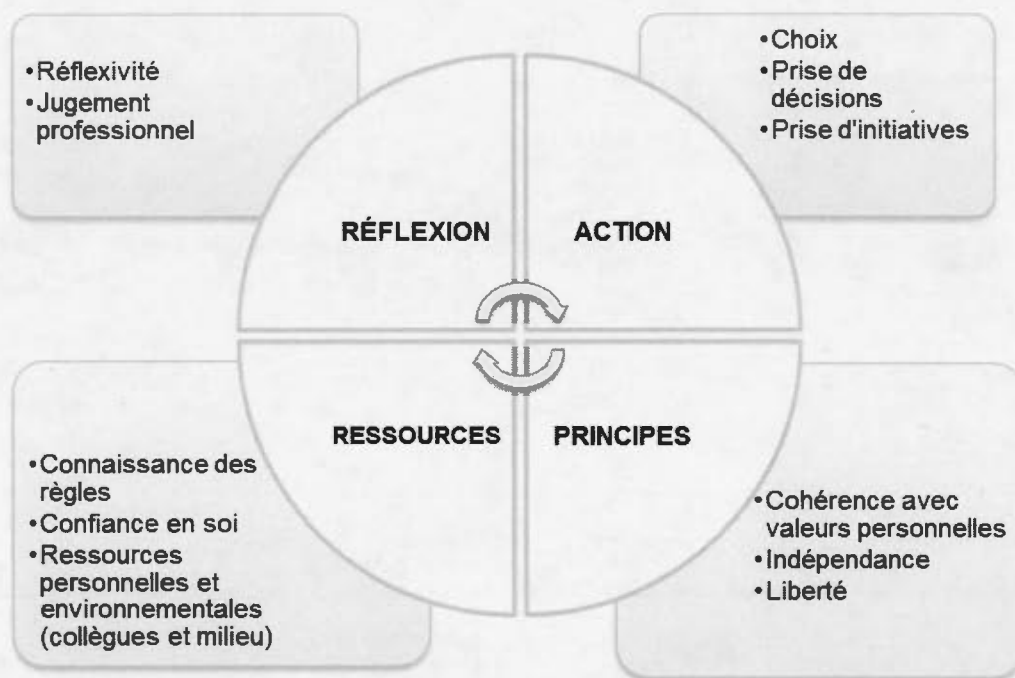 •Réflexivité
•Jugement
professionnel
•Choix
•Prise de
décisions
•Prise d'initiatives
RÉFLEXION
ACTION
RESSOURCES
PRINCIPES
•Connaissance des
règles
•Confiance en soi
•Ressources
personnelles et
environnementales
(collègues et milieu)
•Cohérence avec
valeurs personnelles
•Indépendance
•Liberté